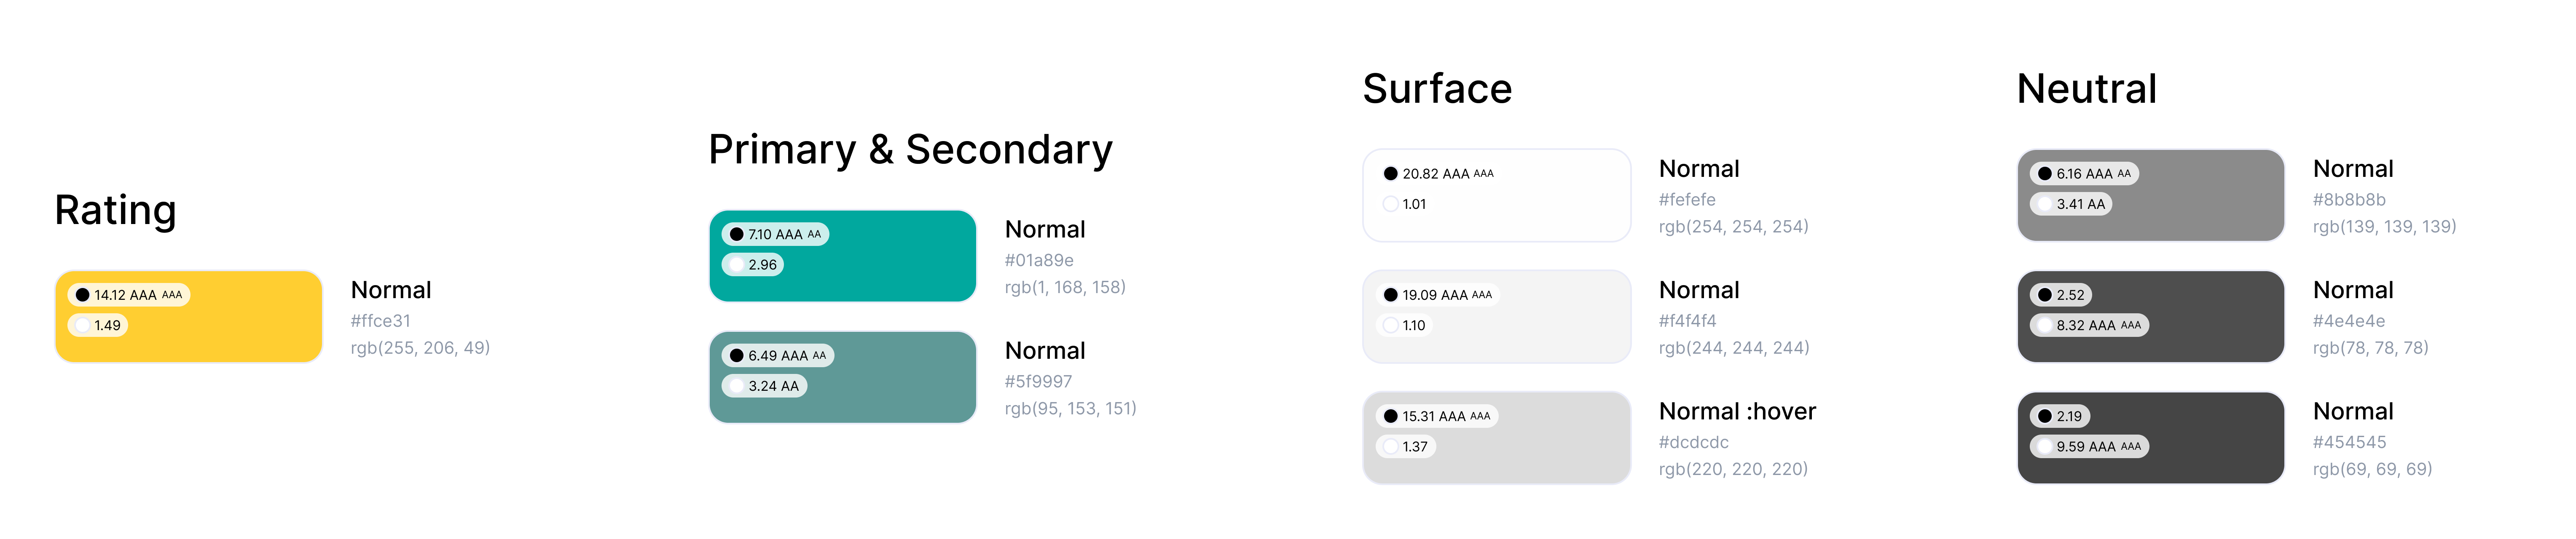 Rating
14.12 AAA AAA
1.49
Normal
#ffce31
rgb(255, 206, 49)
Primary & Secondary
7.10 AAA AA
2.96
Normal
#01a89e
rgb(1, 168, 158)
6.49 AAA AA
3.24 AA
Normal
#5f9997
rgb(95, 153, 151)
Surface
20.82 AAA AAA
1.01
Normal
#fefefe
rgb(254, 254, 254)
19.09 AAA AAA
1.10
Normal
#f4f4f4
rgb(244, 244, 244)
15.31 AAA AAA
1.37
Normal :hover
#dcdcdc
rgb(220, 220, 220)
Neutral
6.16 AAA AA
3.41 AA
Normal
#8b8b8b
rgb(139, 139, 139)
2.52
8.32 AAA AAA
Normal
#4e4e4e
rgb(78, 78, 78)
2.19
9.59 AAA AAA
Normal
#454545
rgb(69, 69, 69)